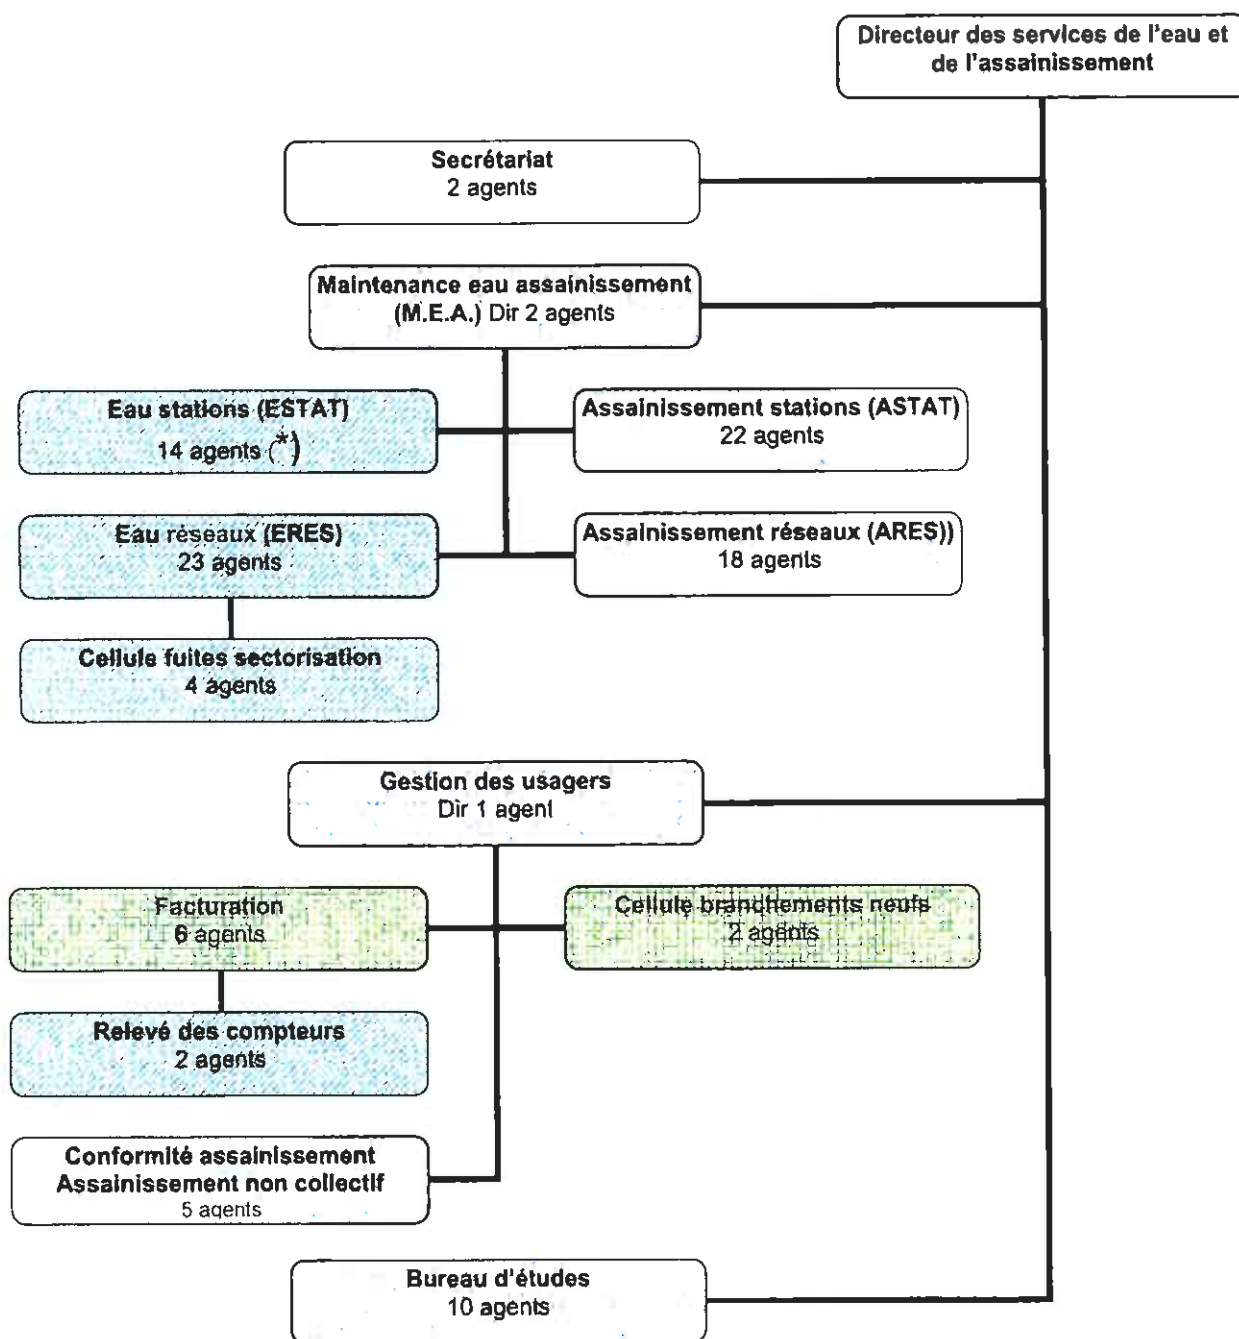 Directeur des services de l'eau et
de l'assainissement
Secrétariat
2 agents
Maintenance eau assainissement
(M.E.A.) Dir 2 agents
Eau stations (ESTAT)
14 agents (*)
Assainissement stations (ASTAT)
22 agents
Eau réseaux (ERES)
23 agents
Assainissement réseaux (ARES))
18 agents
Cellule fuites sectorisation
4 agents
Gestion des usagers
Dir 1 agent
Facturation
6 agents
Cellule branchements neufs
2 agents
Relevé des compteurs
2 agents
Conformité assainissement
Assainissement non collectif
5 agents
Bureau d'études
10 agents